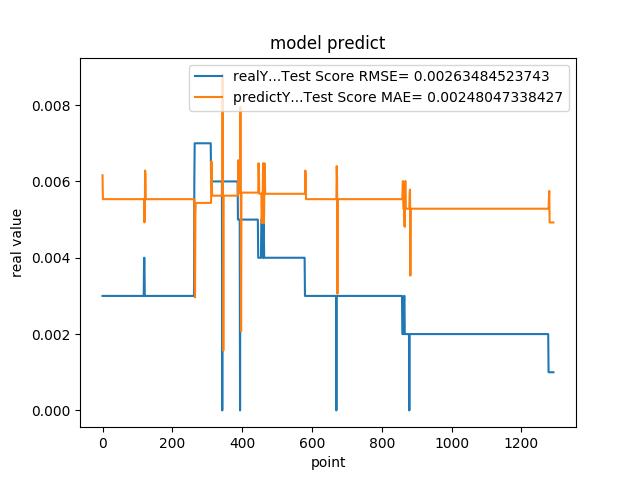 model predict
realY...Test Score RMSE= 0.00263484523743
predictY...Test Score MAE= 0.00248047338427
0.008
0.006
0.004
0.002
0.000
real value
0 200 400 600 800 1000 1200
point